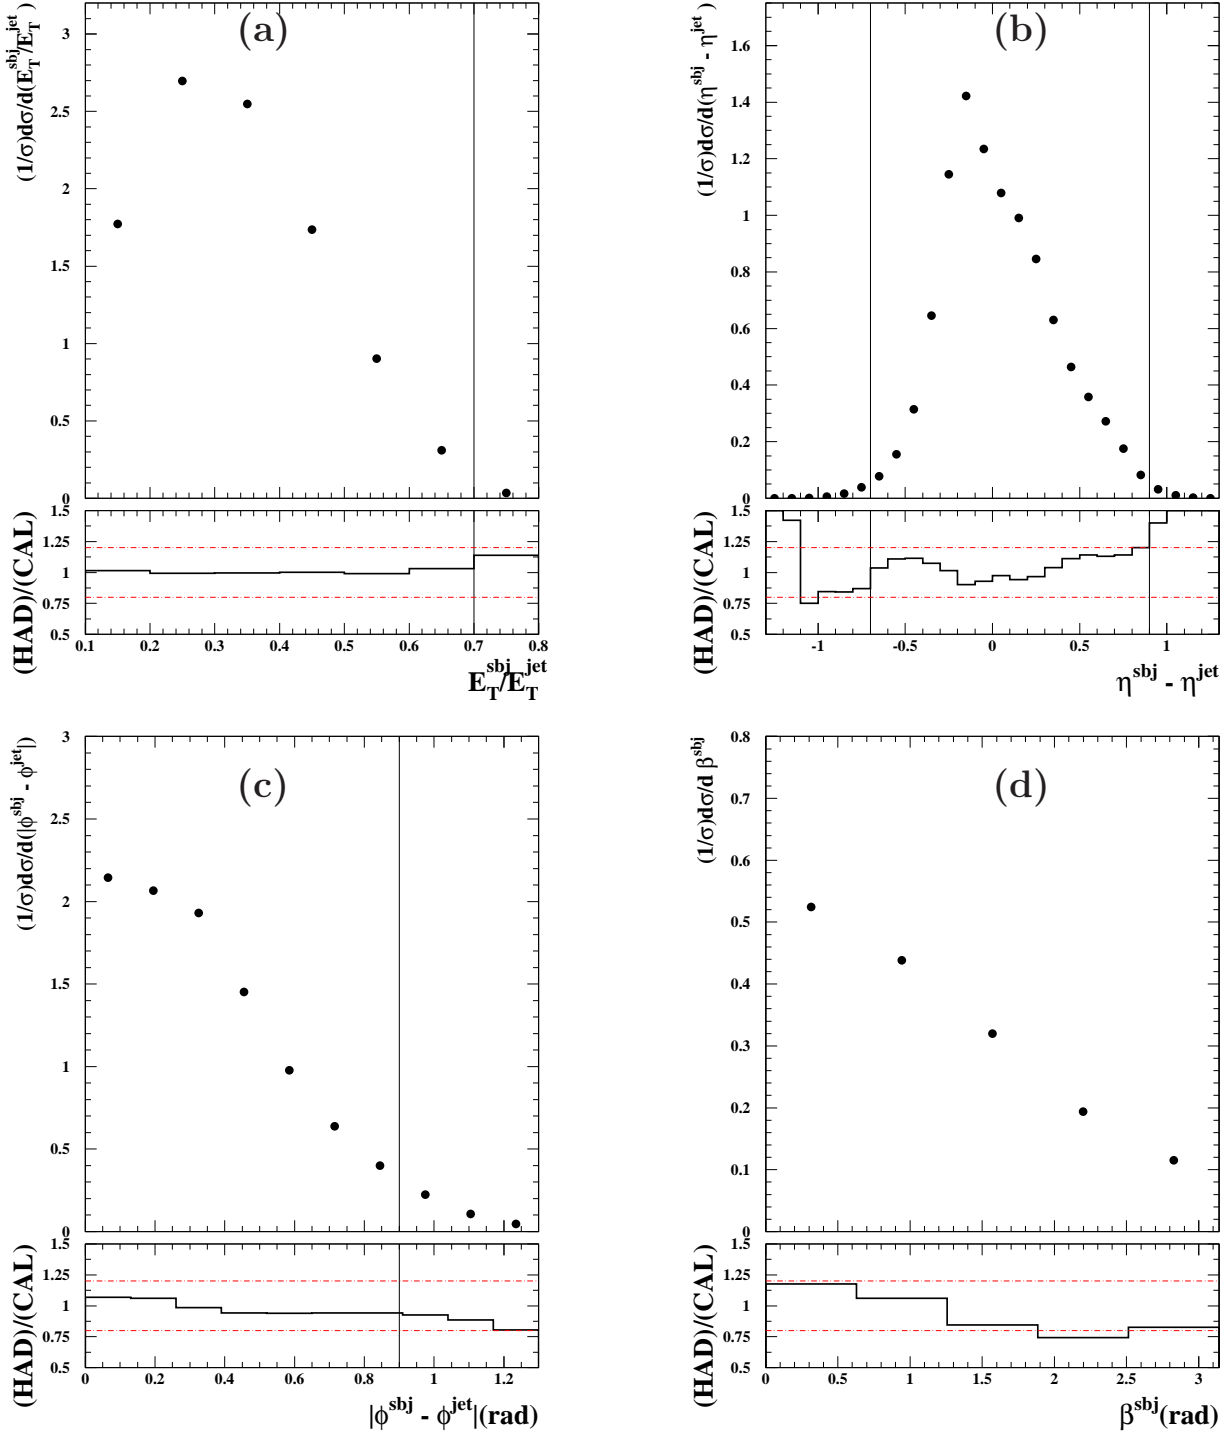 (a)
(1/σ)dσ/d(E_T^sbj/E_T^jet)
3
2.5
2
1.5
1
0.5
0
(HAD)/(CAL)
1.5
1.25
1
0.75
0.5
0.1 0.2 0.3 0.4 0.5 0.6 0.7 0.8
E_T^sbj/E_T^jet
(b)
(1/σ)dσ/d(η^sbj - η^jet)
1.6
1.4
1.2
1
0.8
0.6
0.4
0.2
0
(HAD)/(CAL)
1.5
1.25
1
0.75
0.5
-1 -0.5 0 0.5 1
η^sbj - η^jet
(c)
(1/σ)dσ/d(|ϕ^sbj - ϕ^jet|)
3
2.5
2
1.5
1
0.5
0
(HAD)/(CAL)
1.5
1.25
1
0.75
0.5
0 0.2 0.4 0.6 0.8 1 1.2
|ϕ^sbj - ϕ^jet|(rad)
(d)
(1/σ)dσ/d β^sbj
0.8
0.7
0.6
0.5
0.4
0.3
0.2
0.1
0
(HAD)/(CAL)
1.5
1.25
1
0.75
0.5
0 0.5 1 1.5 2 2.5 3
β^sbj(rad)